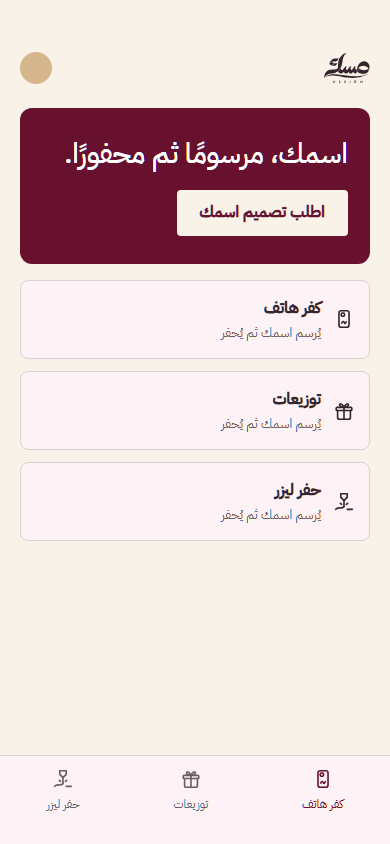 مسك
DESIGN
اسمك، مرسومًا ثم محفورًا.
اطلب تصميم اسمك
كفر هاتف
يُرسم اسمك ثم يُحفر
توزيعات
يُرسم اسمك ثم يُحفر
حفر ليزر
يُرسم اسمك ثم يُحفر
كفر هاتف
توزيعات
حفر ليزر